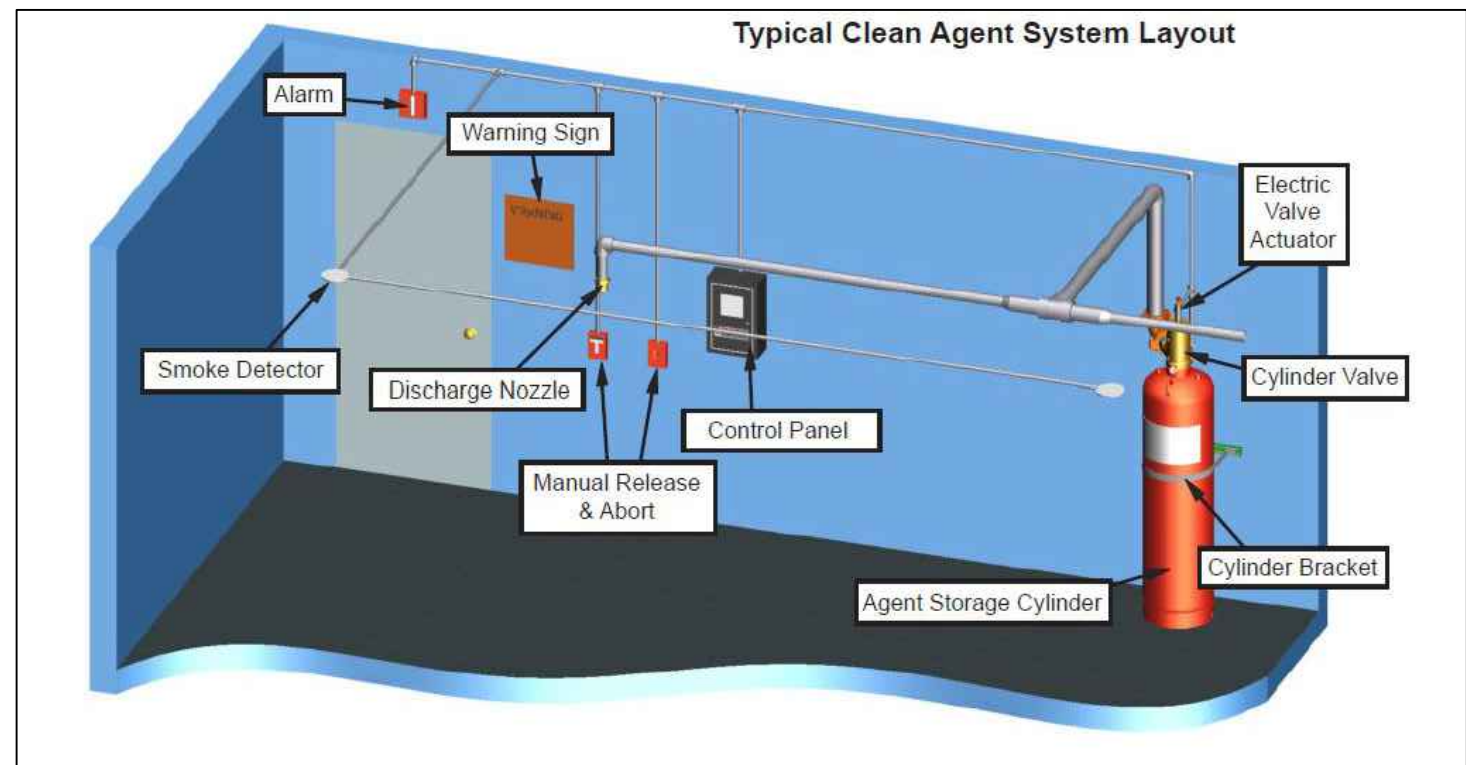 Typical Clean Agent System Layout
Alarm
Warning Sign
WARNING
Electric
Valve
Actuator
Smoke Detector
Discharge Nozzle
Control Panel
Cylinder Valve
Manual Release
& Abort
Cylinder Bracket
Agent Storage Cylinder